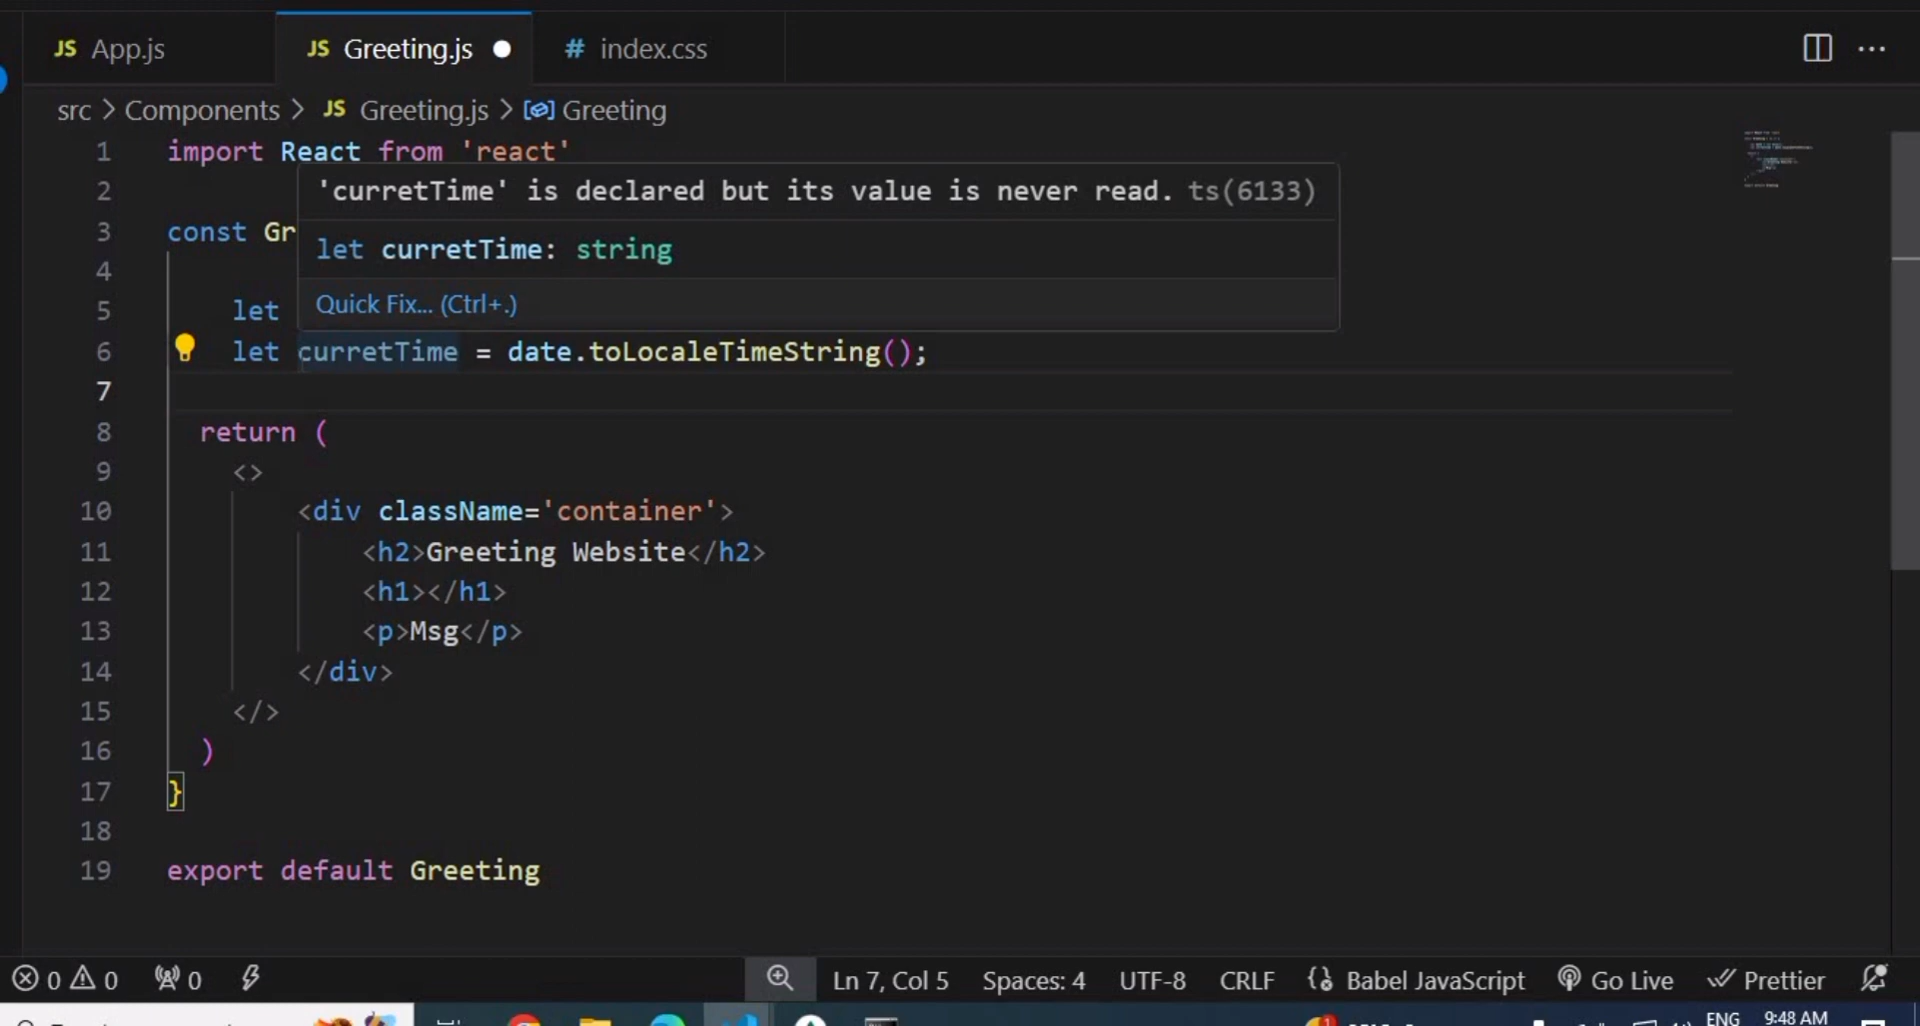 JS App.js JS Greeting.js # index.css
src > Components > JS Greeting.js > Greeting
1 import React from 'react'
2 'curretTime' is declared but its value is never read. ts(6133)
3 const Gr let curretTime: string
4
5 let Quick Fix... (Ctrl+.)
6 let curretTime = date.toLocaleTimeString();
7
8 return (
9 <>
10 <div className='container'>
11 <h2>Greeting Website</h2>
12 <h1></h1>
13 <p>Msg</p>
14 </div>
15 </>
16 )
17 }
18
19 export default Greeting
0 0 0 Ln 7, Col 5 Spaces: 4 UTF-8 CRLF {} Babel JavaScript Go Live Prettier
1 ENG 9:48 AM